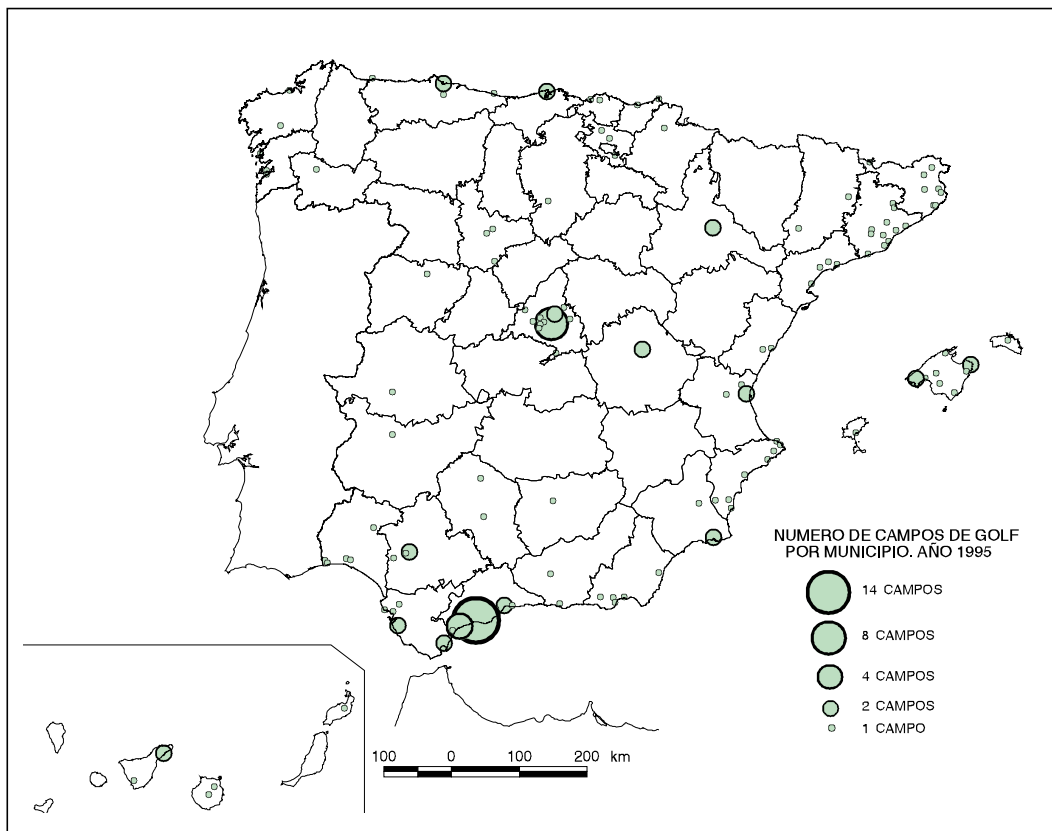 NUMERO DE CAMPOS DE GOLF
POR MUNICIPIO. AÑO 1995
14 CAMPOS
8 CAMPOS
4 CAMPOS
2 CAMPOS
1 CAMPO
100 0 100 200 km